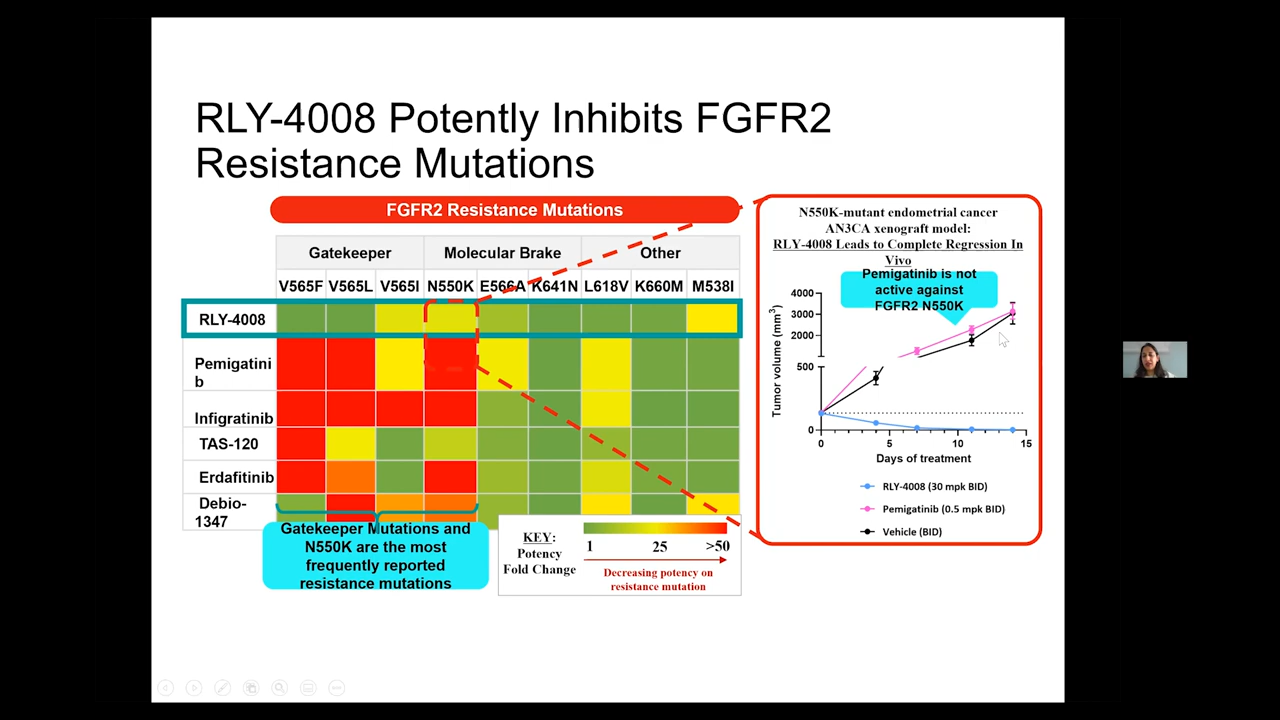 RLY-4008 Potently Inhibits FGFR2
Resistance Mutations
FGFR2 Resistance Mutations
Gatekeeper Molecular Brake Other
V565F V565L V565I N550K E566A K641N L618V K660M M538I
RLY-4008
Pemigatini
b
Infigratinib
TAS-120
Erdafitinib
Debio-
1347
Gatekeeper Mutations and
N550K are the most
frequently reported
resistance mutations
KEY:
Potency
Fold Change
1 25 >50
Decreasing potency on
resistance mutation
N550K-mutant endometrial cancer
AN3CA xenograft model:
RLY-4008 Leads to Complete Regression In
Vivo
Pemigatinib is not
active against
FGFR2 N550K
Tumor volume (mm3)
4000
3000
2000
500
0
0 5 10 15
Days of treatment
RLY-4008 (30 mpk BID)
Pemigatinib (0.5 mpk BID)
Vehicle (BID)